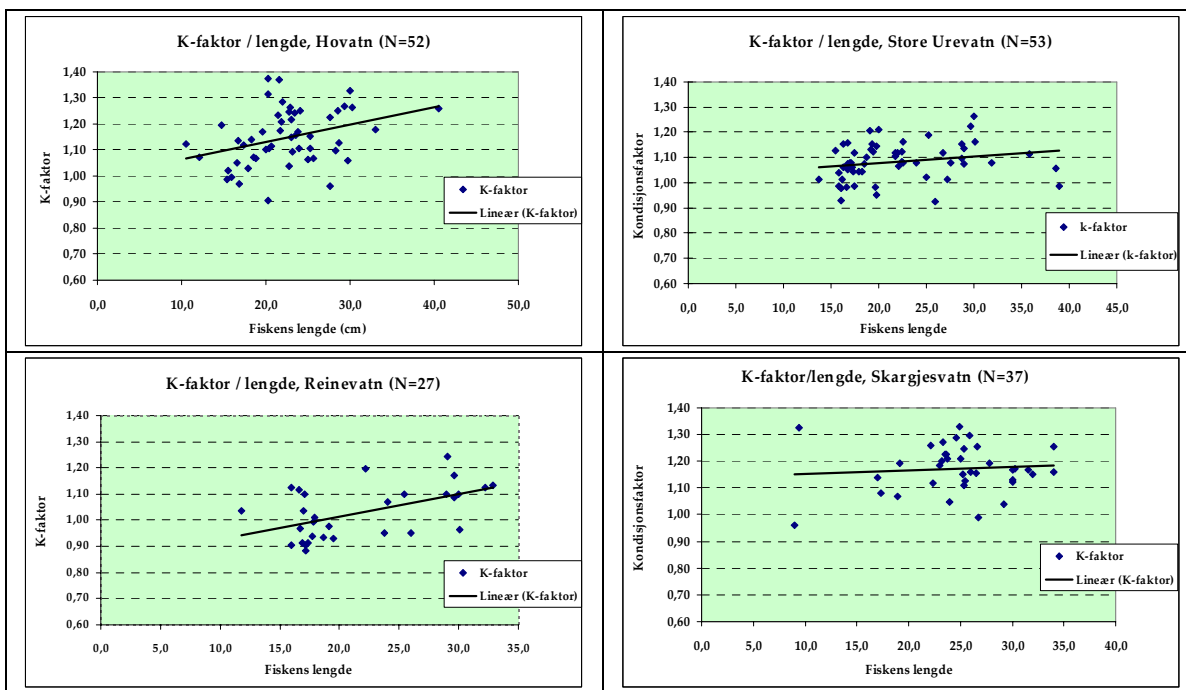 K-faktor / lengde, Hovatn (N=52)
1,40
1,30
1,20
1,10
1,00
0,90
0,80
0,70
0,60
K-faktor
0,0 10,0 20,0 30,0 40,0 50,0
Fiskens lengde (cm)
K-faktor
Lineær (K-faktor)
K-faktor / lengde, Store Urevatn (N=53)
1,40
1,30
1,20
1,10
1,00
0,90
0,80
0,70
0,60
Kondisjonsfaktor
0,0 5,0 10,0 15,0 20,0 25,0 30,0 35,0 40,0 45,0
Fiskens lengde
k-faktor
Lineær (k-faktor)
K-faktor / lengde, Reinevatn (N=27)
1,40
1,30
1,20
1,10
1,00
0,90
0,80
0,70
0,60
K-faktor
0,0 5,0 10,0 15,0 20,0 25,0 30,0 35,0
Fiskens lengde
K-faktor
Lineær (K-faktor)
K-faktor/lengde, Skargjesvatn (N=37)
1,40
1,30
1,20
1,10
1,00
0,90
0,80
0,70
0,60
Kondisjonsfaktor
0,0 10,0 20,0 30,0 40,0
Fiskens lengde
K-faktor
Lineær (K-faktor)